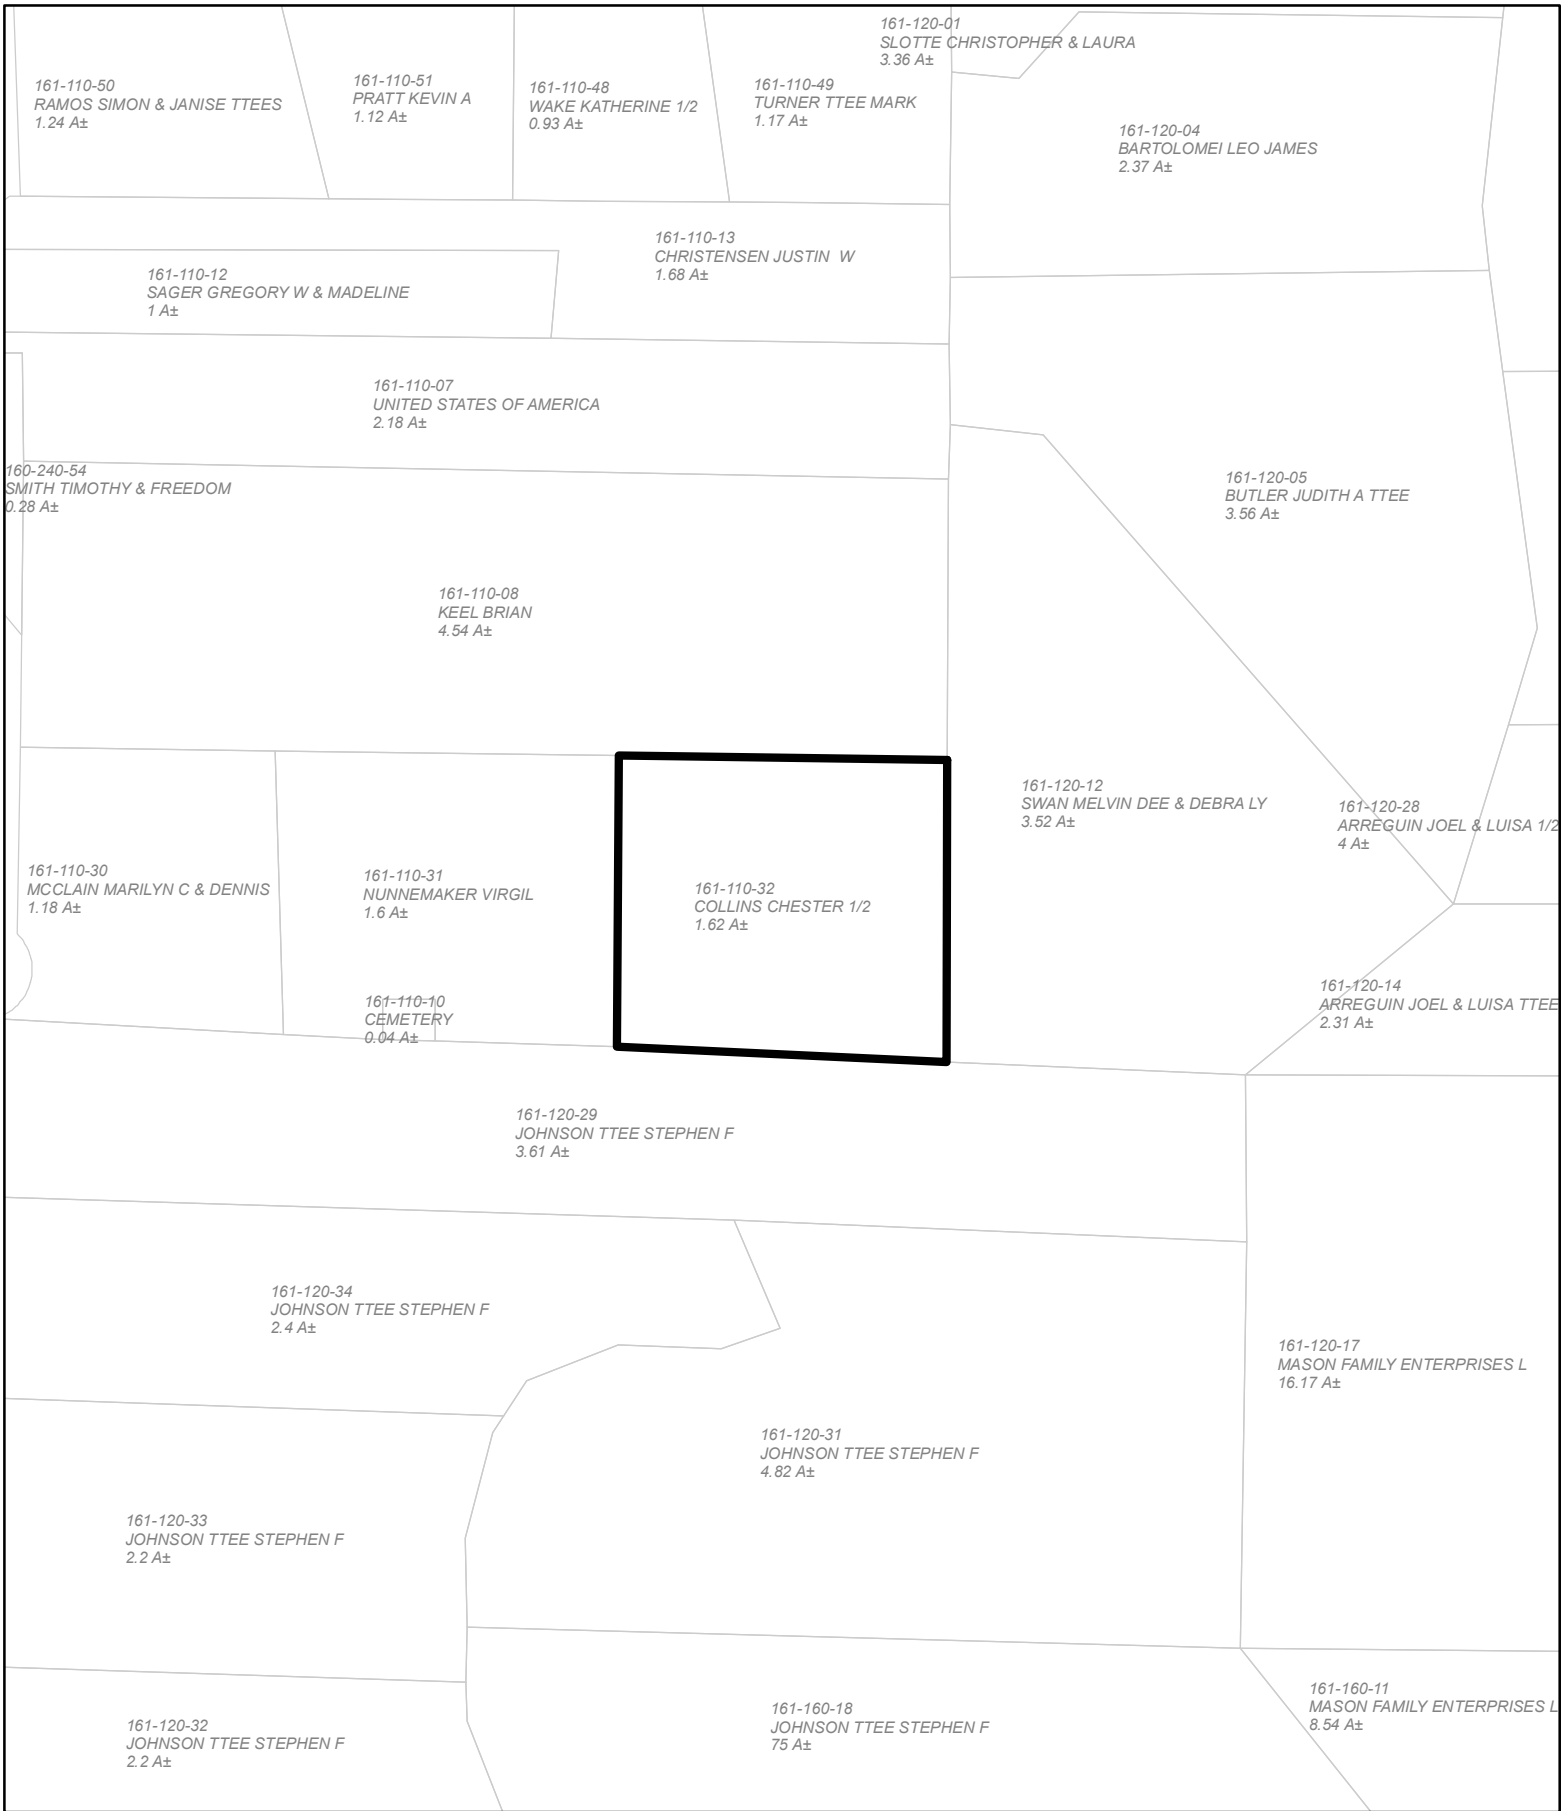 161-120-01
SLOTTE CHRISTOPHER & LAURA
3.36 A±
161-110-50
RAMOS SIMON & JANISE TTEES
1.24 A±
161-110-51
PRATT KEVIN A
1.12 A±
161-110-48
WAKE KATHERINE 1/2
0.93 A±
161-110-49
TURNER TTEE MARK
1.17 A±
161-120-04
BARTOLOMEI LEO JAMES
2.37 A±
161-110-13
CHRISTENSEN JUSTIN  W
1.68 A±
161-110-12
SAGER GREGORY W & MADELINE
1 A±
161-110-07
UNITED STATES OF AMERICA
2.18 A±
160-240-54
SMITH TIMOTHY & FREEDOM
0.28 A±
161-120-05
BUTLER JUDITH A TTEE
3.56 A±
161-110-08
KEEL BRIAN
4.54 A±
161-120-12
SWAN MELVIN DEE & DEBRA LY
3.52 A±
161-120-28
ARREGUIN JOEL & LUISA 1/2
4 A±
161-110-30
MCCLAIN MARILYN C & DENNIS
1.18 A±
161-110-31
NUNNEMAKER VIRGIL
1.6 A±
161-110-32
COLLINS CHESTER 1/2
1.62 A±
161-110-10
CEMETERY
0.04 A±
161-120-14
ARREGUIN JOEL & LUISA TTEE
2.31 A±
161-120-29
JOHNSON TTEE STEPHEN F
3.61 A±
161-120-34
JOHNSON TTEE STEPHEN F
2.4 A±
161-120-17
MASON FAMILY ENTERPRISES L
16.17 A±
161-120-31
JOHNSON TTEE STEPHEN F
4.82 A±
161-120-33
JOHNSON TTEE STEPHEN F
2.2 A±
161-160-11
MASON FAMILY ENTERPRISES L
8.54 A±
161-160-18
JOHNSON TTEE STEPHEN F
75 A±
161-120-32
JOHNSON TTEE STEPHEN F
2.2 A±